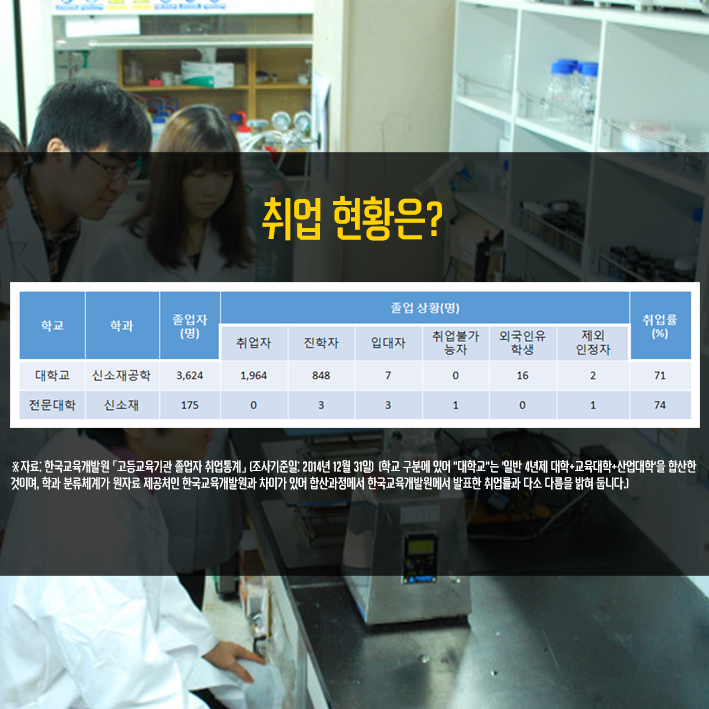 취업 현황은?
학교 학과 졸업자(명) 졸업 상황(명) 취업률(%)
취업자 진학자 입대자 취업불가능자 외국인유학생 제외인정자
대학교 신소재공학 3,624 1,964 848 7 0 16 2 71
전문대학 신소재 175 0 3 3 1 0 1 74
※자료: 한국교육개발원 「고등교육기관 졸업자 취업통계」 (조사기준일: 2014년 12월 31일) (학교 구분에 있어 "대학교"는 '일반 4년제 대학+교육대학+산업대학'을 합산한
것이며, 학과 분류체계가 원자료 제공처인 한국교육개발원과 차이가 있어 합산과정에서 한국교육개발원에서 발표한 취업률과 다소 다름을 밝혀 둡니다.)